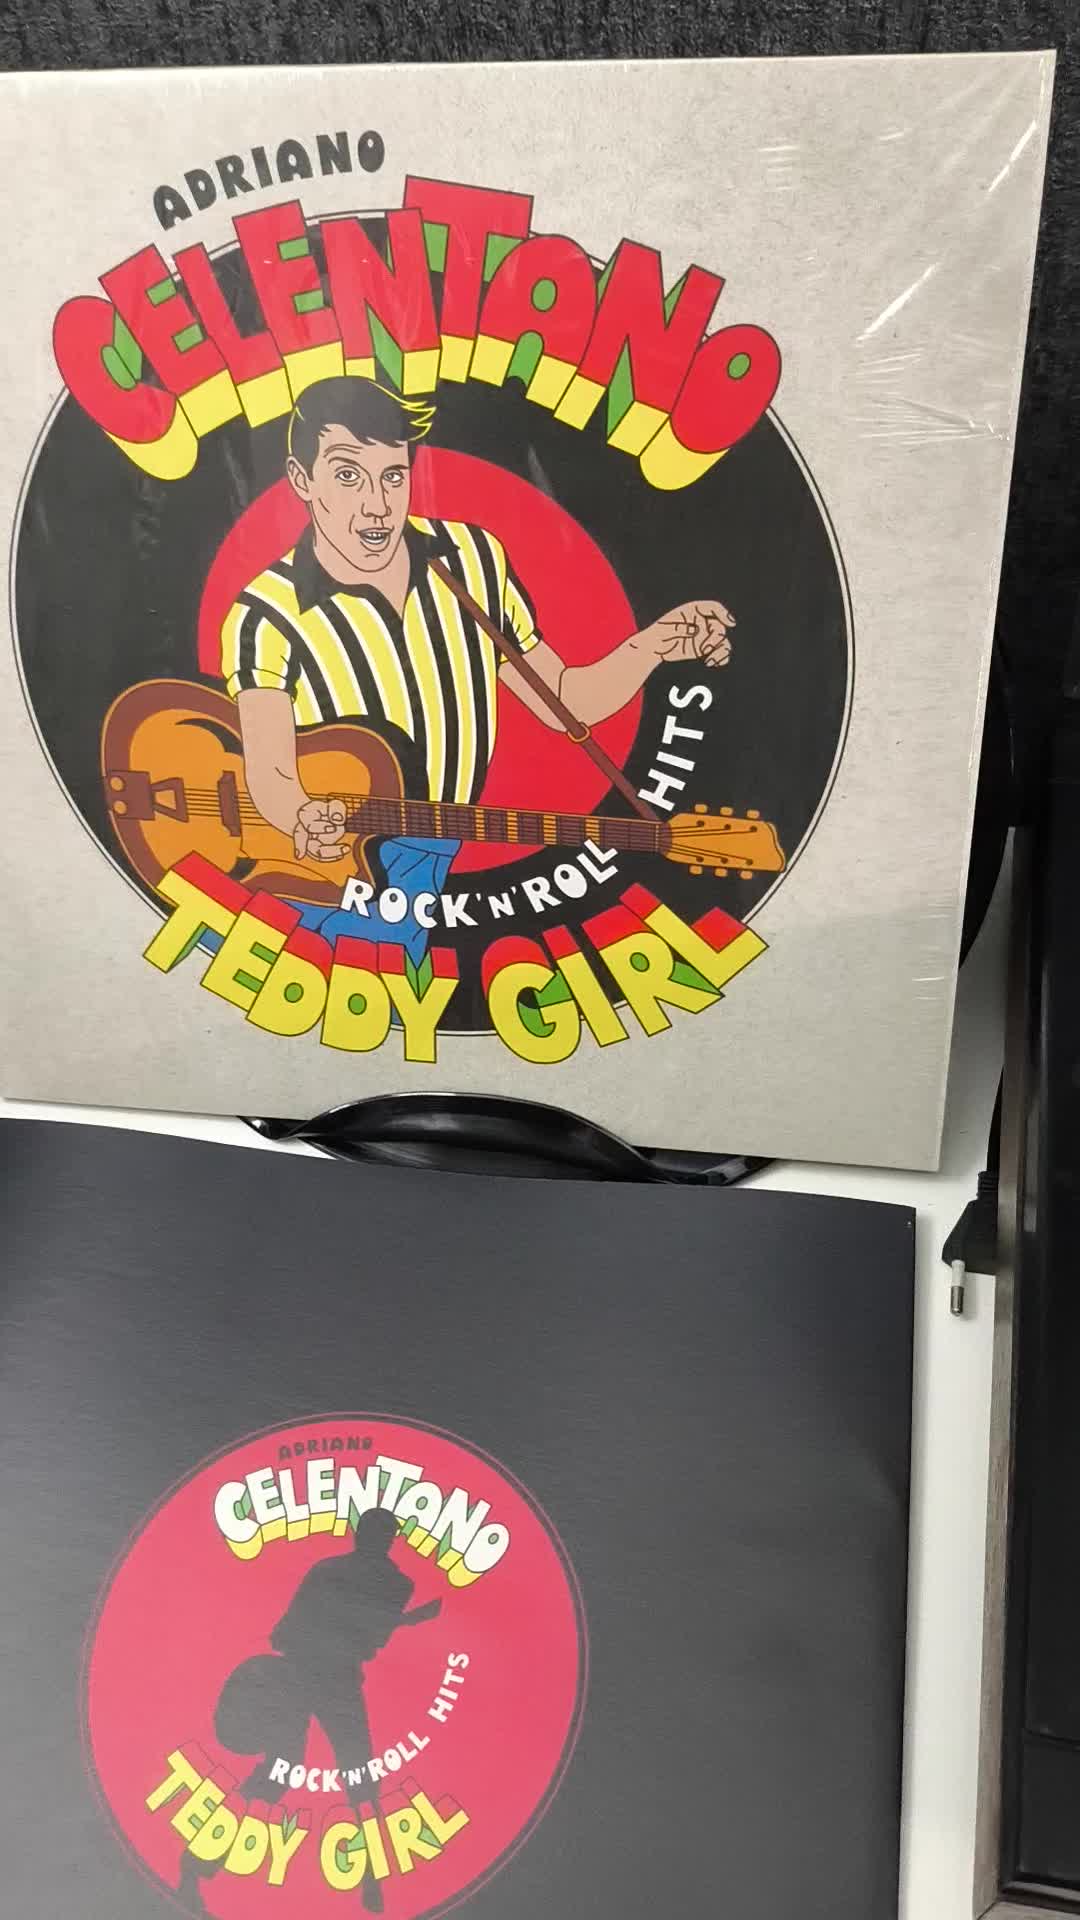 ADRIANO
CELENTANO
HITS
ROCK'N'ROLL
TEDDY GIRL
ADRIANO
CELENTANO
ROCK'N'ROLL HITS
TEDDY GIRL